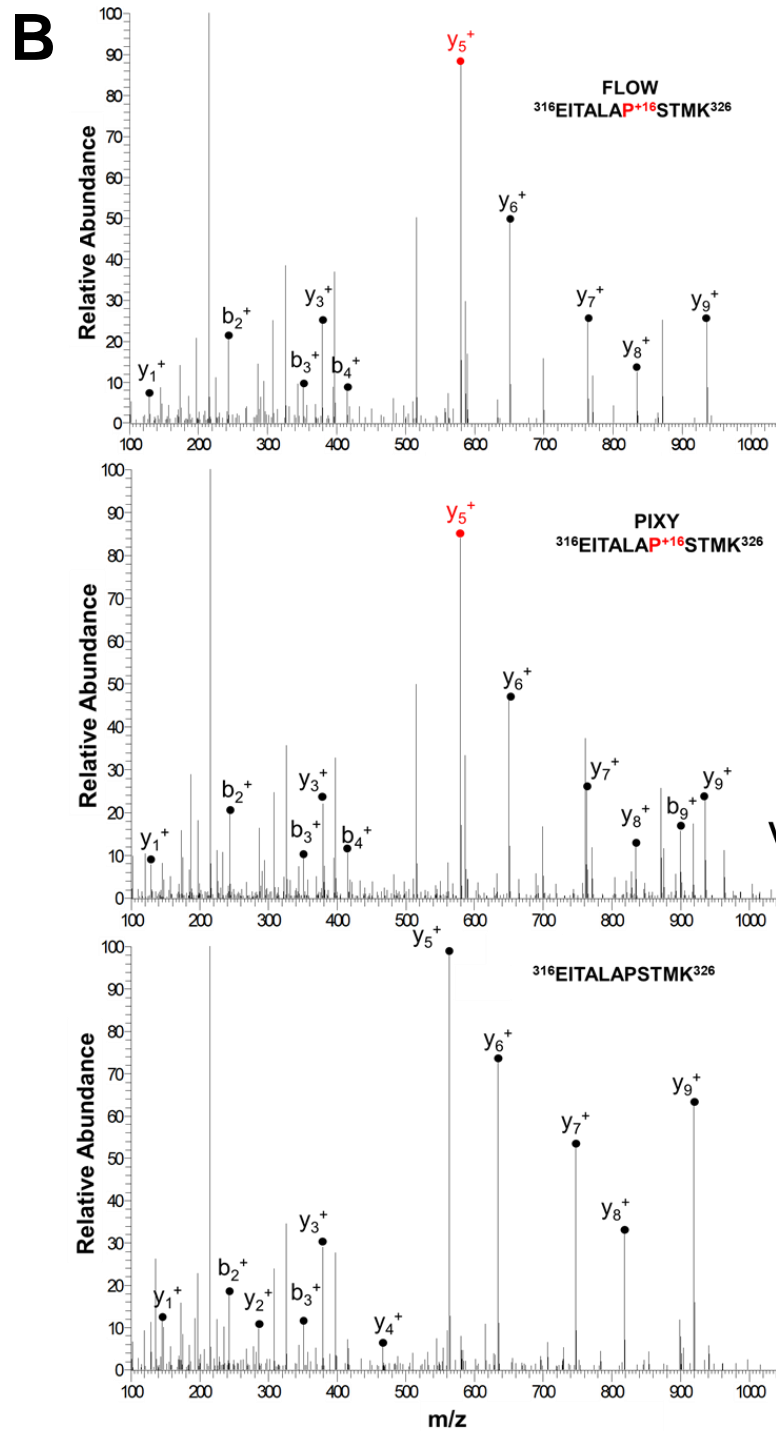 B
Relative Abundance
100
90
80
70
60
50
40
30
20
10
0
y₅⁺
FLOW
³¹⁶EITALAP⁺¹⁶STMK³²⁶
y₆⁺
y₃⁺
y₇⁺
y₉⁺
b₂⁺
y₈⁺
b₃⁺
b₄⁺
y₁⁺
100 200 300 400 500 600 700 800 900 1000
Relative Abundance
100
90
80
70
60
50
40
30
20
10
0
y₅⁺
PIXY
³¹⁶EITALAP⁺¹⁶STMK³²⁶
y₆⁺
b₂⁺
y₃⁺
y₇⁺
y₉⁺
y₁⁺
b₃⁺
b₄⁺
y₈⁺
b₉⁺
100 200 300 400 500 600 700 800 900 1000
Relative Abundance
100
90
80
70
60
50
40
30
20
10
0
y₅⁺
³¹⁶EITALAPSTMK³²⁶
y₆⁺
y₉⁺
y₇⁺
y₃⁺
y₈⁺
b₂⁺
y₁⁺
y₂⁺
b₃⁺
y₄⁺
100 200 300 400 500 600 700 800 900 1000
m/z